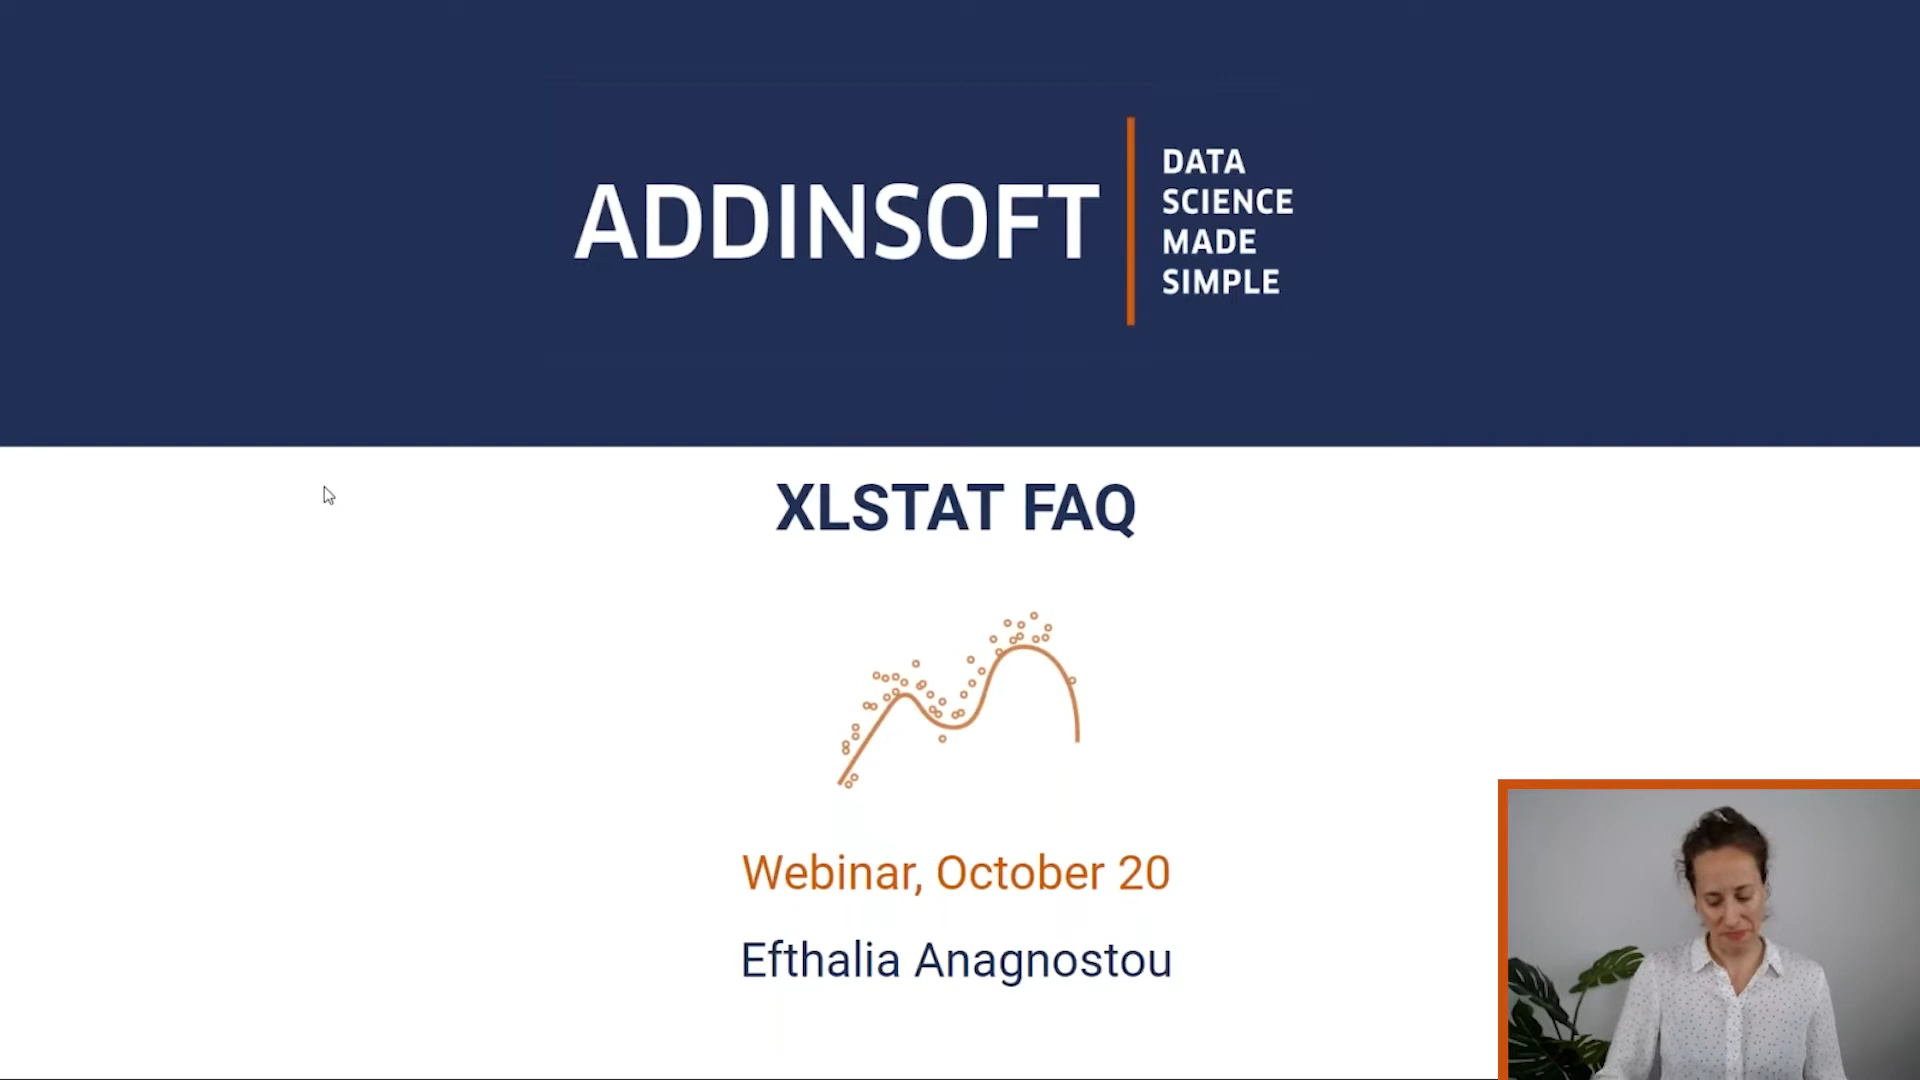 ADDINSOFT
DATA
SCIENCE
MADE
SIMPLE
XLSTAT FAQ
Webinar, October 20
Efthalia Anagnostou